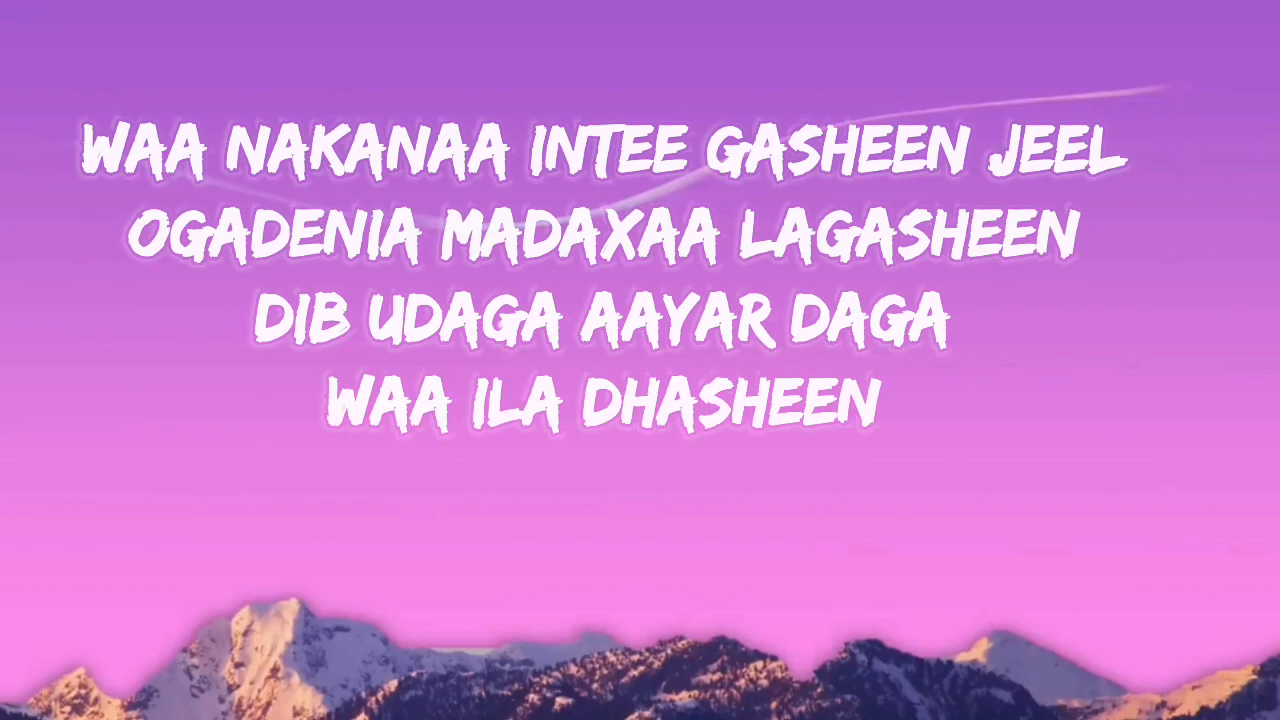 WAA NAKANAA INTEE GASHEEN JEEL
OGADENIA MADAXAA LAGASHEEN
DIB UDAGA AAYAR DAGA
WAA ILA DHASHEEN